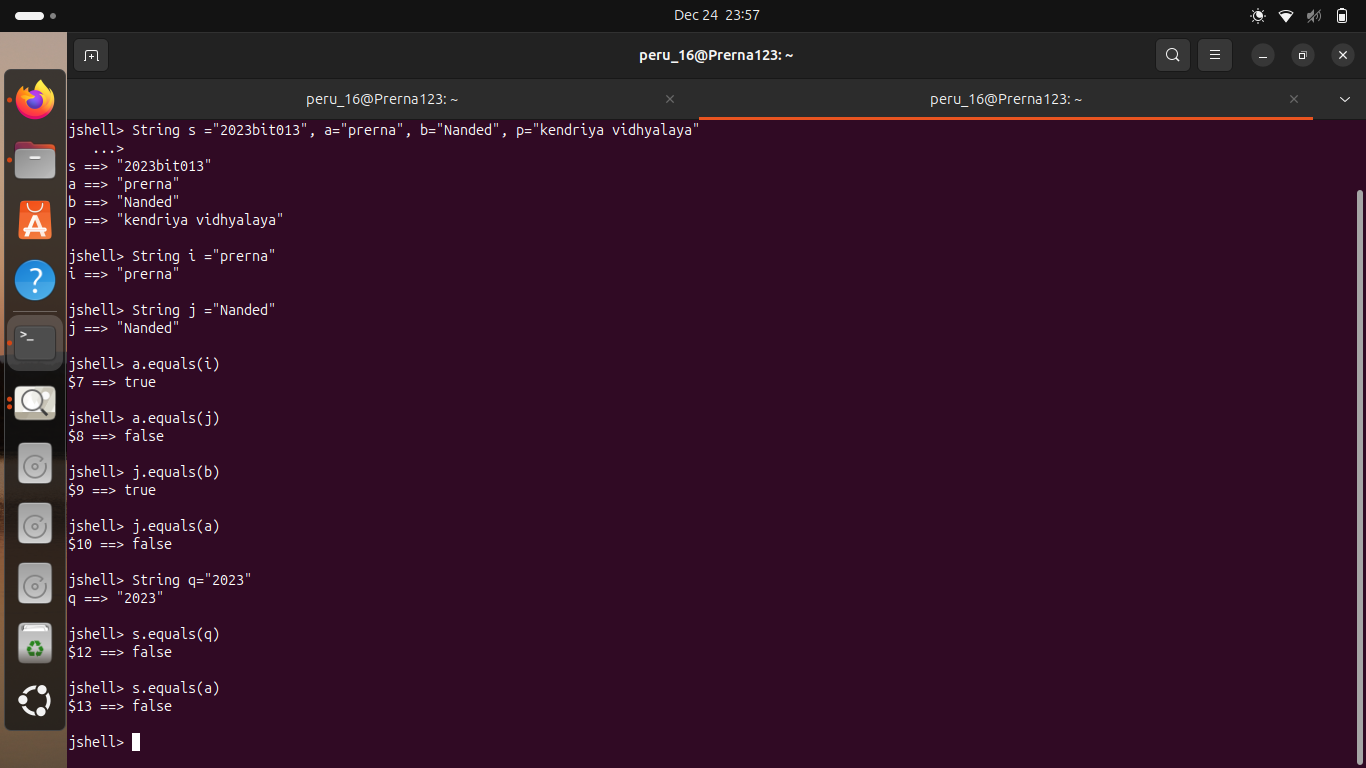 Dec 24 23:57
peru_16@Prerna123: ~
peru_16@Prerna123: ~
peru_16@Prerna123: ~
jshell> String s ="2023bit013", a="prerna", b="Nanded", p="kendriya vidhyalaya"
...>
s ==> "2023bit013"
a ==> "prerna"
b ==> "Nanded"
p ==> "kendriya vidhyalaya"
jshell> String i ="prerna"
i ==> "prerna"
jshell> String j ="Nanded"
j ==> "Nanded"
jshell> a.equals(i)
$7 ==> true
jshell> a.equals(j)
$8 ==> false
jshell> j.equals(b)
$9 ==> true
jshell> j.equals(a)
$10 ==> false
jshell> String q="2023"
q ==> "2023"
jshell> s.equals(q)
$12 ==> false
jshell> s.equals(a)
$13 ==> false
jshell>